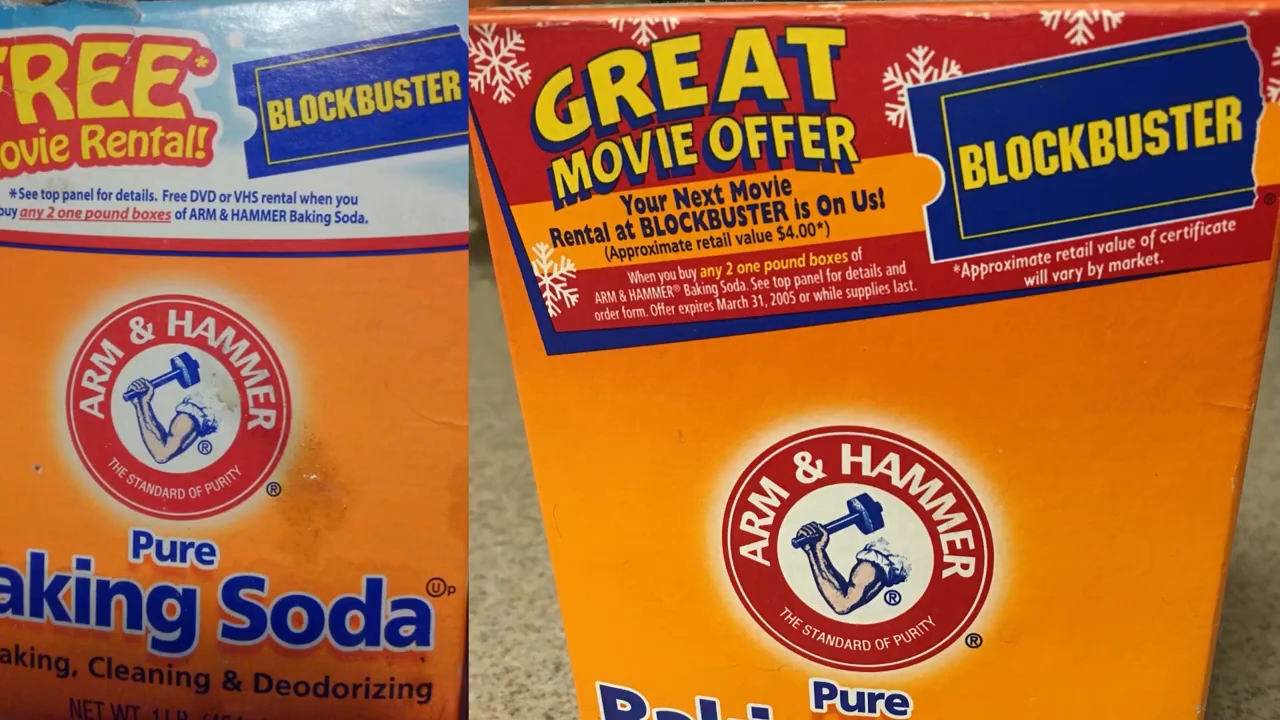 FREE*
ovie Rental!
BLOCKBUSTER
*See top panel for details. Free DVD or VHS rental when you
buy any 2 one pound boxes of ARM & HAMMER Baking Soda.
ARM & HAMMER
®
THE STANDARD OF PURITY
®
Pure
aking Soda ⓊP
aking, Cleaning & Deodorizing
NET WT. 1 LB.
GREAT
MOVIE OFFER
Your Next Movie
Rental at BLOCKBUSTER is On Us!
(Approximate retail value $4.00*)
When you buy any 2 one pound boxes of
ARM & HAMMER® Baking Soda. See top panel for details and
order form. Offer expires March 31, 2005 or while supplies last.
BLOCKBUSTER
®
*Approximate retail value of certificate
will vary by market.
ARM & HAMMER
®
THE STANDARD OF PURITY
®
Pure